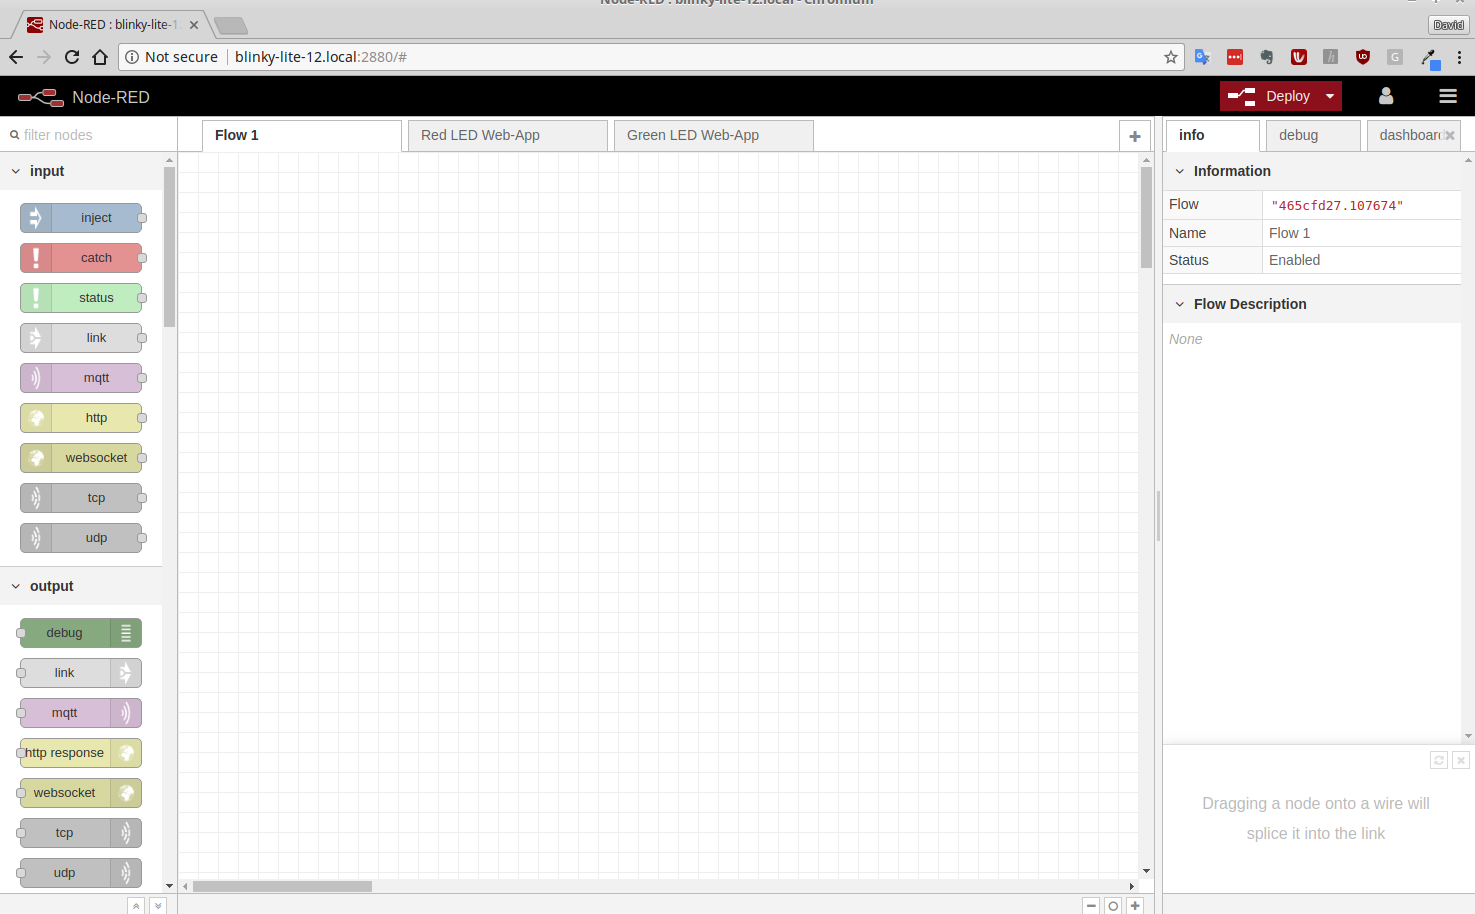 Node-RED : blinky-lite-12.local - Chromium
Node-RED : blinky-lite-1
David
Not secure
blinky-lite-12.local:2880/#
Node-RED
Deploy
filter nodes
Flow 1
Red LED Web-App
Green LED Web-App
info
debug
dashboard
input
inject
catch
status
link
mqtt
http
websocket
tcp
udp
output
debug
link
mqtt
http response
websocket
tcp
udp
Information
Flow
"465cfd27.107674"
Name
Flow 1
Status
Enabled
Flow Description
None
Dragging a node onto a wire will
splice it into the link